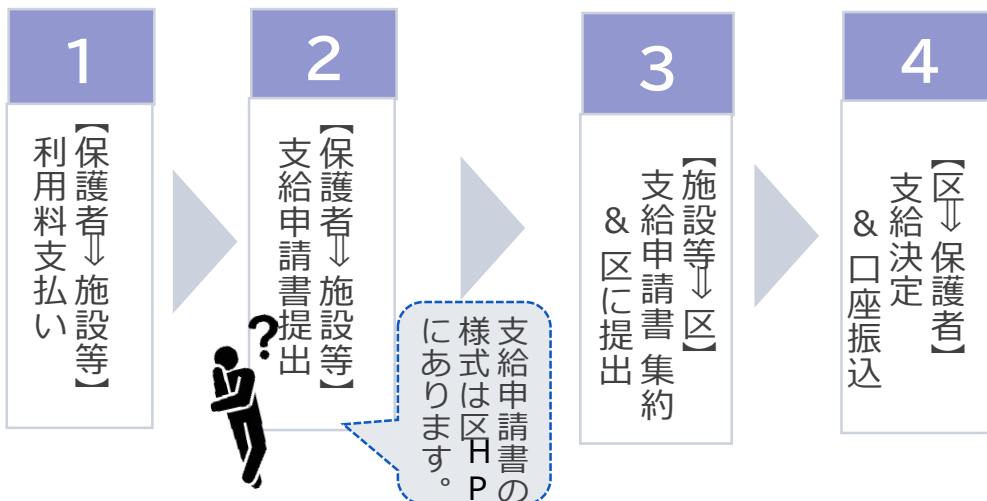 1
【保護者⇒施設等】
利用料支払い
2
【保護者⇒施設等】
支給申請書提出
?
支給申請書の
様式は区HPの
にあります。
3
【施設等⇒区】
支給申請書 集約
& 区に提出
4
【区⇒保護者】
支給決定
& 口座振込